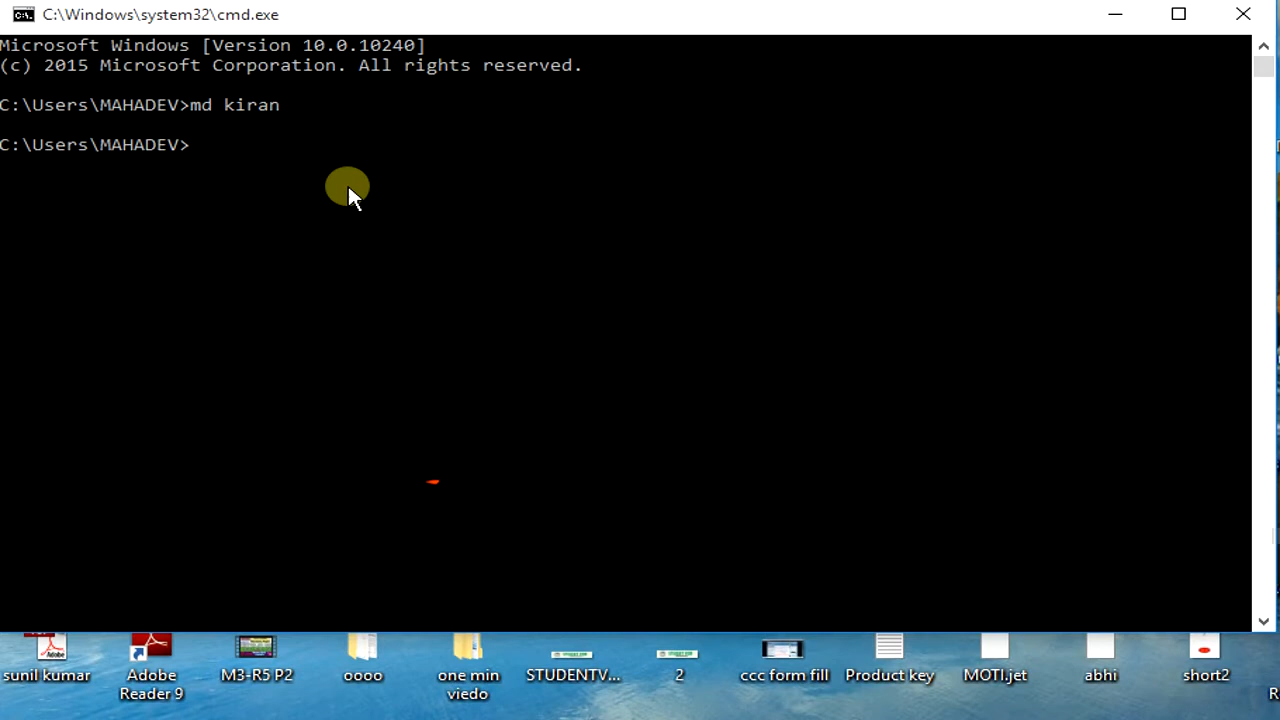 C:\Windows\system32\cmd.exe
Microsoft Windows [Version 10.0.10240]
(c) 2015 Microsoft Corporation. All rights reserved.
C:\Users\MAHADEV>md kiran
C:\Users\MAHADEV>
sunil kumar
Adobe
Reader 9
M3-R5 P2
oooo
one min
viedo
STUDENTV...
2
ccc form fill
Product key
MOTI.jet
abhi
short2
R